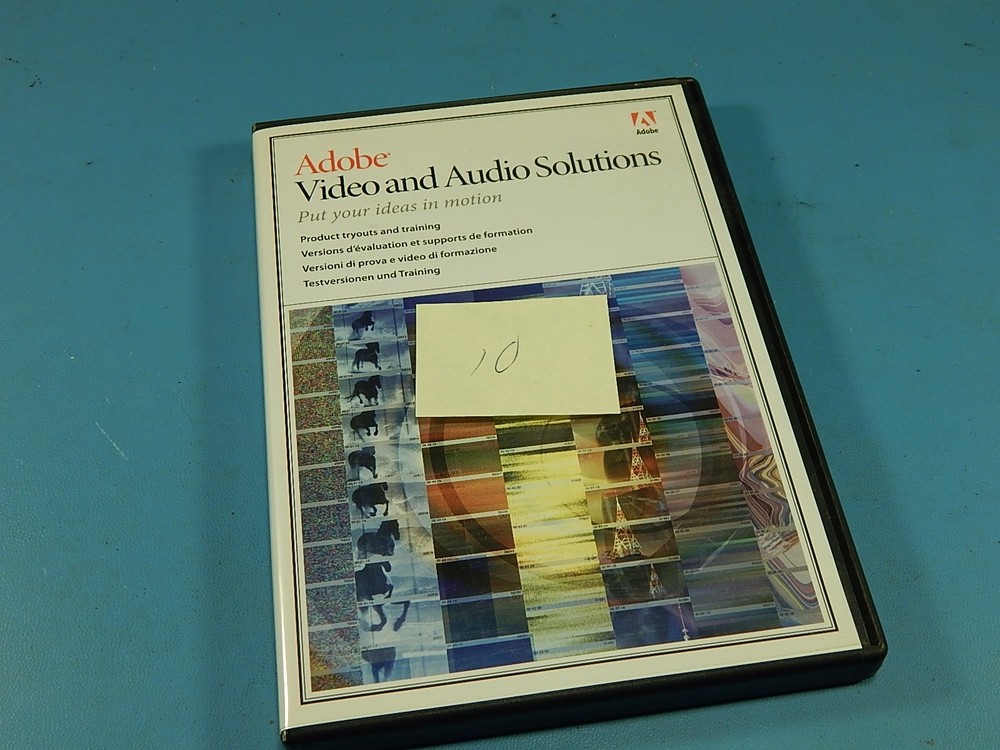 Adobe
Adobe®
Video and Audio Solutions
Put your ideas in motion
Product tryouts and training
Versions d'évaluation et supports de formation
Versioni di prova e video di formazione
Testversionen und Training
10